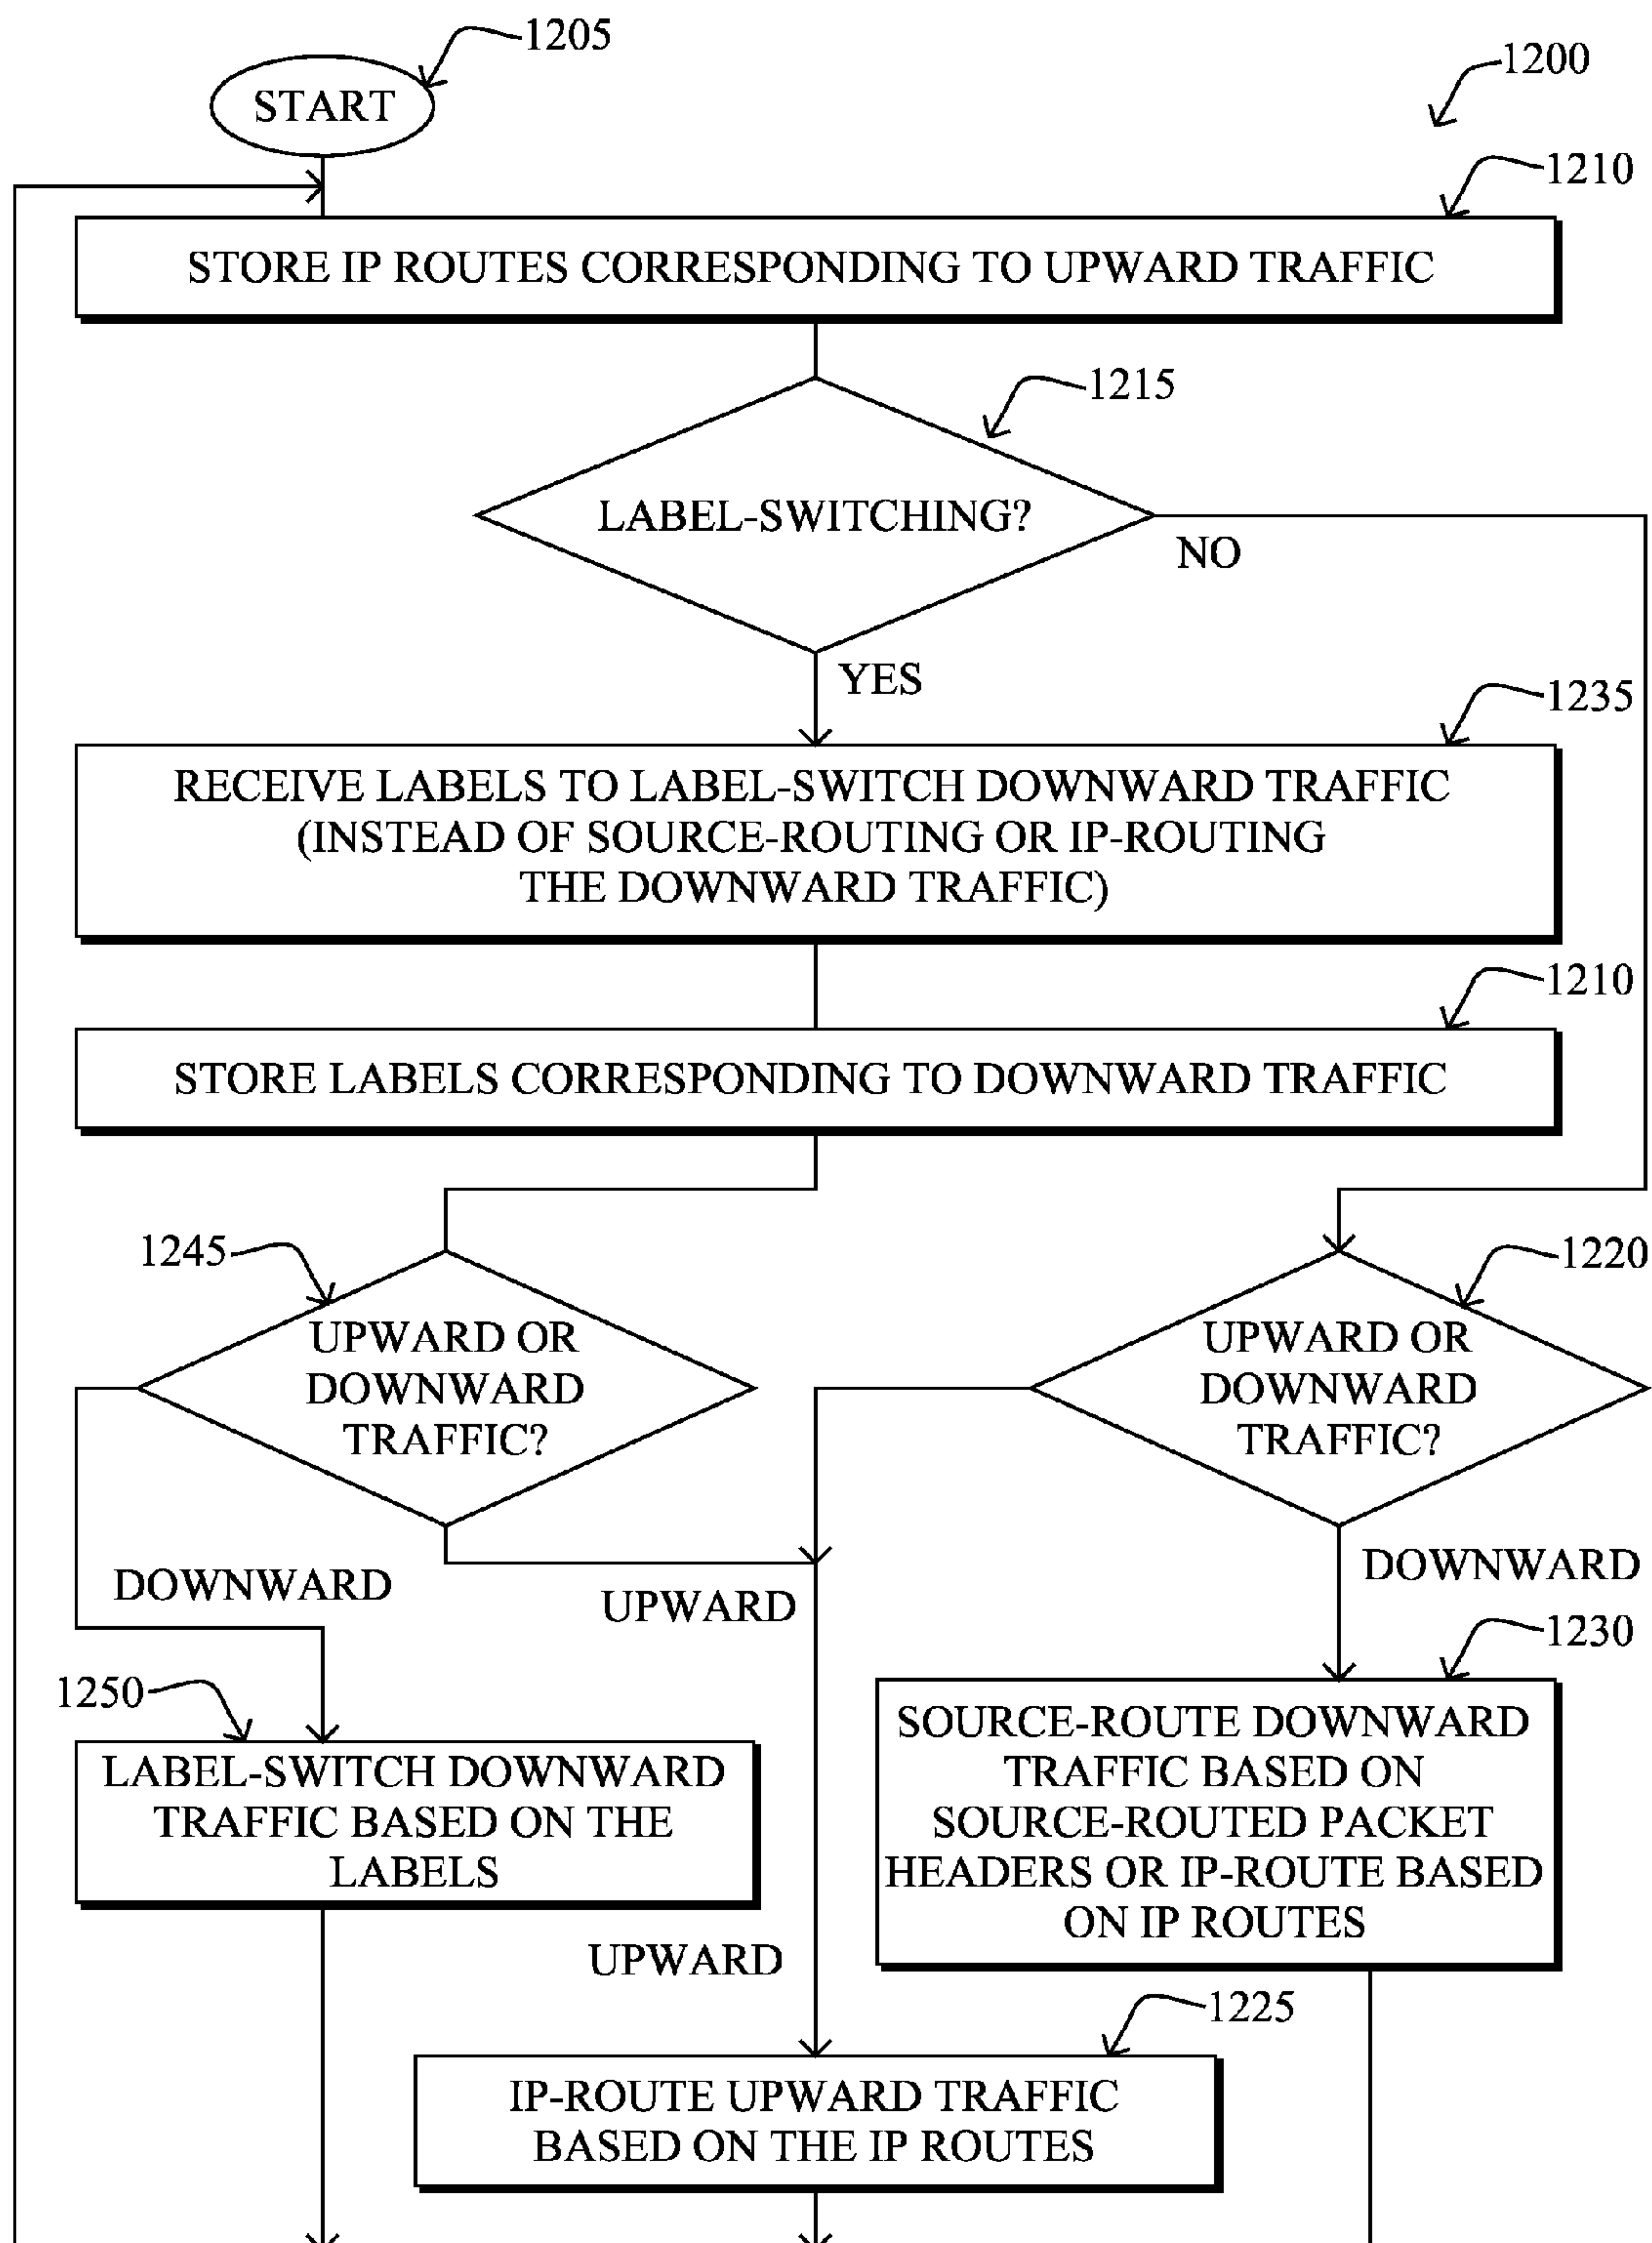 1205
START
1200
1210
STORE IP ROUTES CORRESPONDING TO UPWARD TRAFFIC
1215
LABEL-SWITCHING?
NO
YES
1235
RECEIVE LABELS TO LABEL-SWITCH DOWNWARD TRAFFIC
(INSTEAD OF SOURCE-ROUTING OR IP-ROUTING
THE DOWNWARD TRAFFIC)
1210
STORE LABELS CORRESPONDING TO DOWNWARD TRAFFIC
1245
UPWARD OR
DOWNWARD
TRAFFIC?
1220
UPWARD OR
DOWNWARD
TRAFFIC?
DOWNWARD
UPWARD
DOWNWARD
1230
1250
LABEL-SWITCH DOWNWARD
TRAFFIC BASED ON THE
LABELS
SOURCE-ROUTE DOWNWARD
TRAFFIC BASED ON
SOURCE-ROUTED PACKET
HEADERS OR IP-ROUTE BASED
ON IP ROUTES
UPWARD
1225
IP-ROUTE UPWARD TRAFFIC
BASED ON THE IP ROUTES